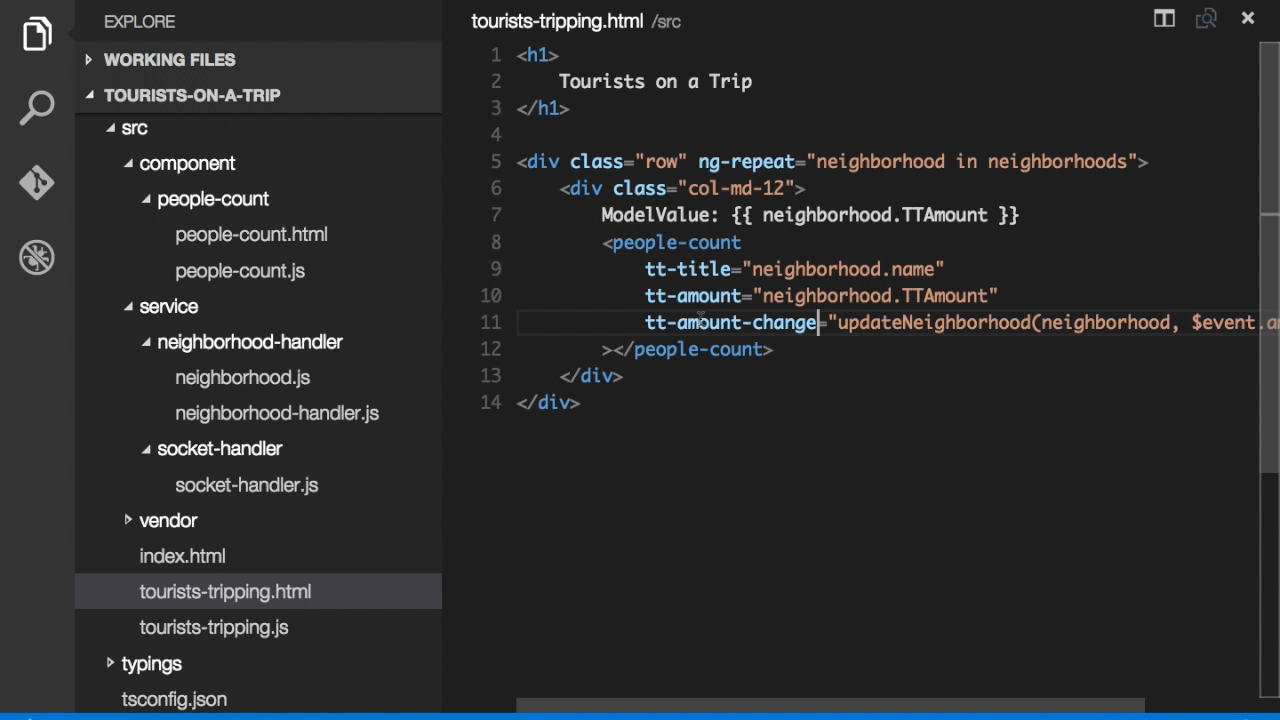 EXPLORE
WORKING FILES
TOURISTS-ON-A-TRIP
src
component
people-count
people-count.html
people-count.js
service
neighborhood-handler
neighborhood.js
neighborhood-handler.js
socket-handler
socket-handler.js
vendor
index.html
tourists-tripping.html
tourists-tripping.js
typings
tsconfig.json
tourists-tripping.html /src
1 <h1>
2 Tourists on a Trip
3 </h1>
4
5 <div class="row" ng-repeat="neighborhood in neighborhoods">
6 <div class="col-md-12">
7 ModelValue: {{ neighborhood.TTAmount }}
8 <people-count
9 tt-title="neighborhood.name"
10 tt-amount="neighborhood.TTAmount"
11 tt-amount-change="updateNeighborhood(neighborhood, $event.am
12 ></people-count>
13 </div>
14 </div>